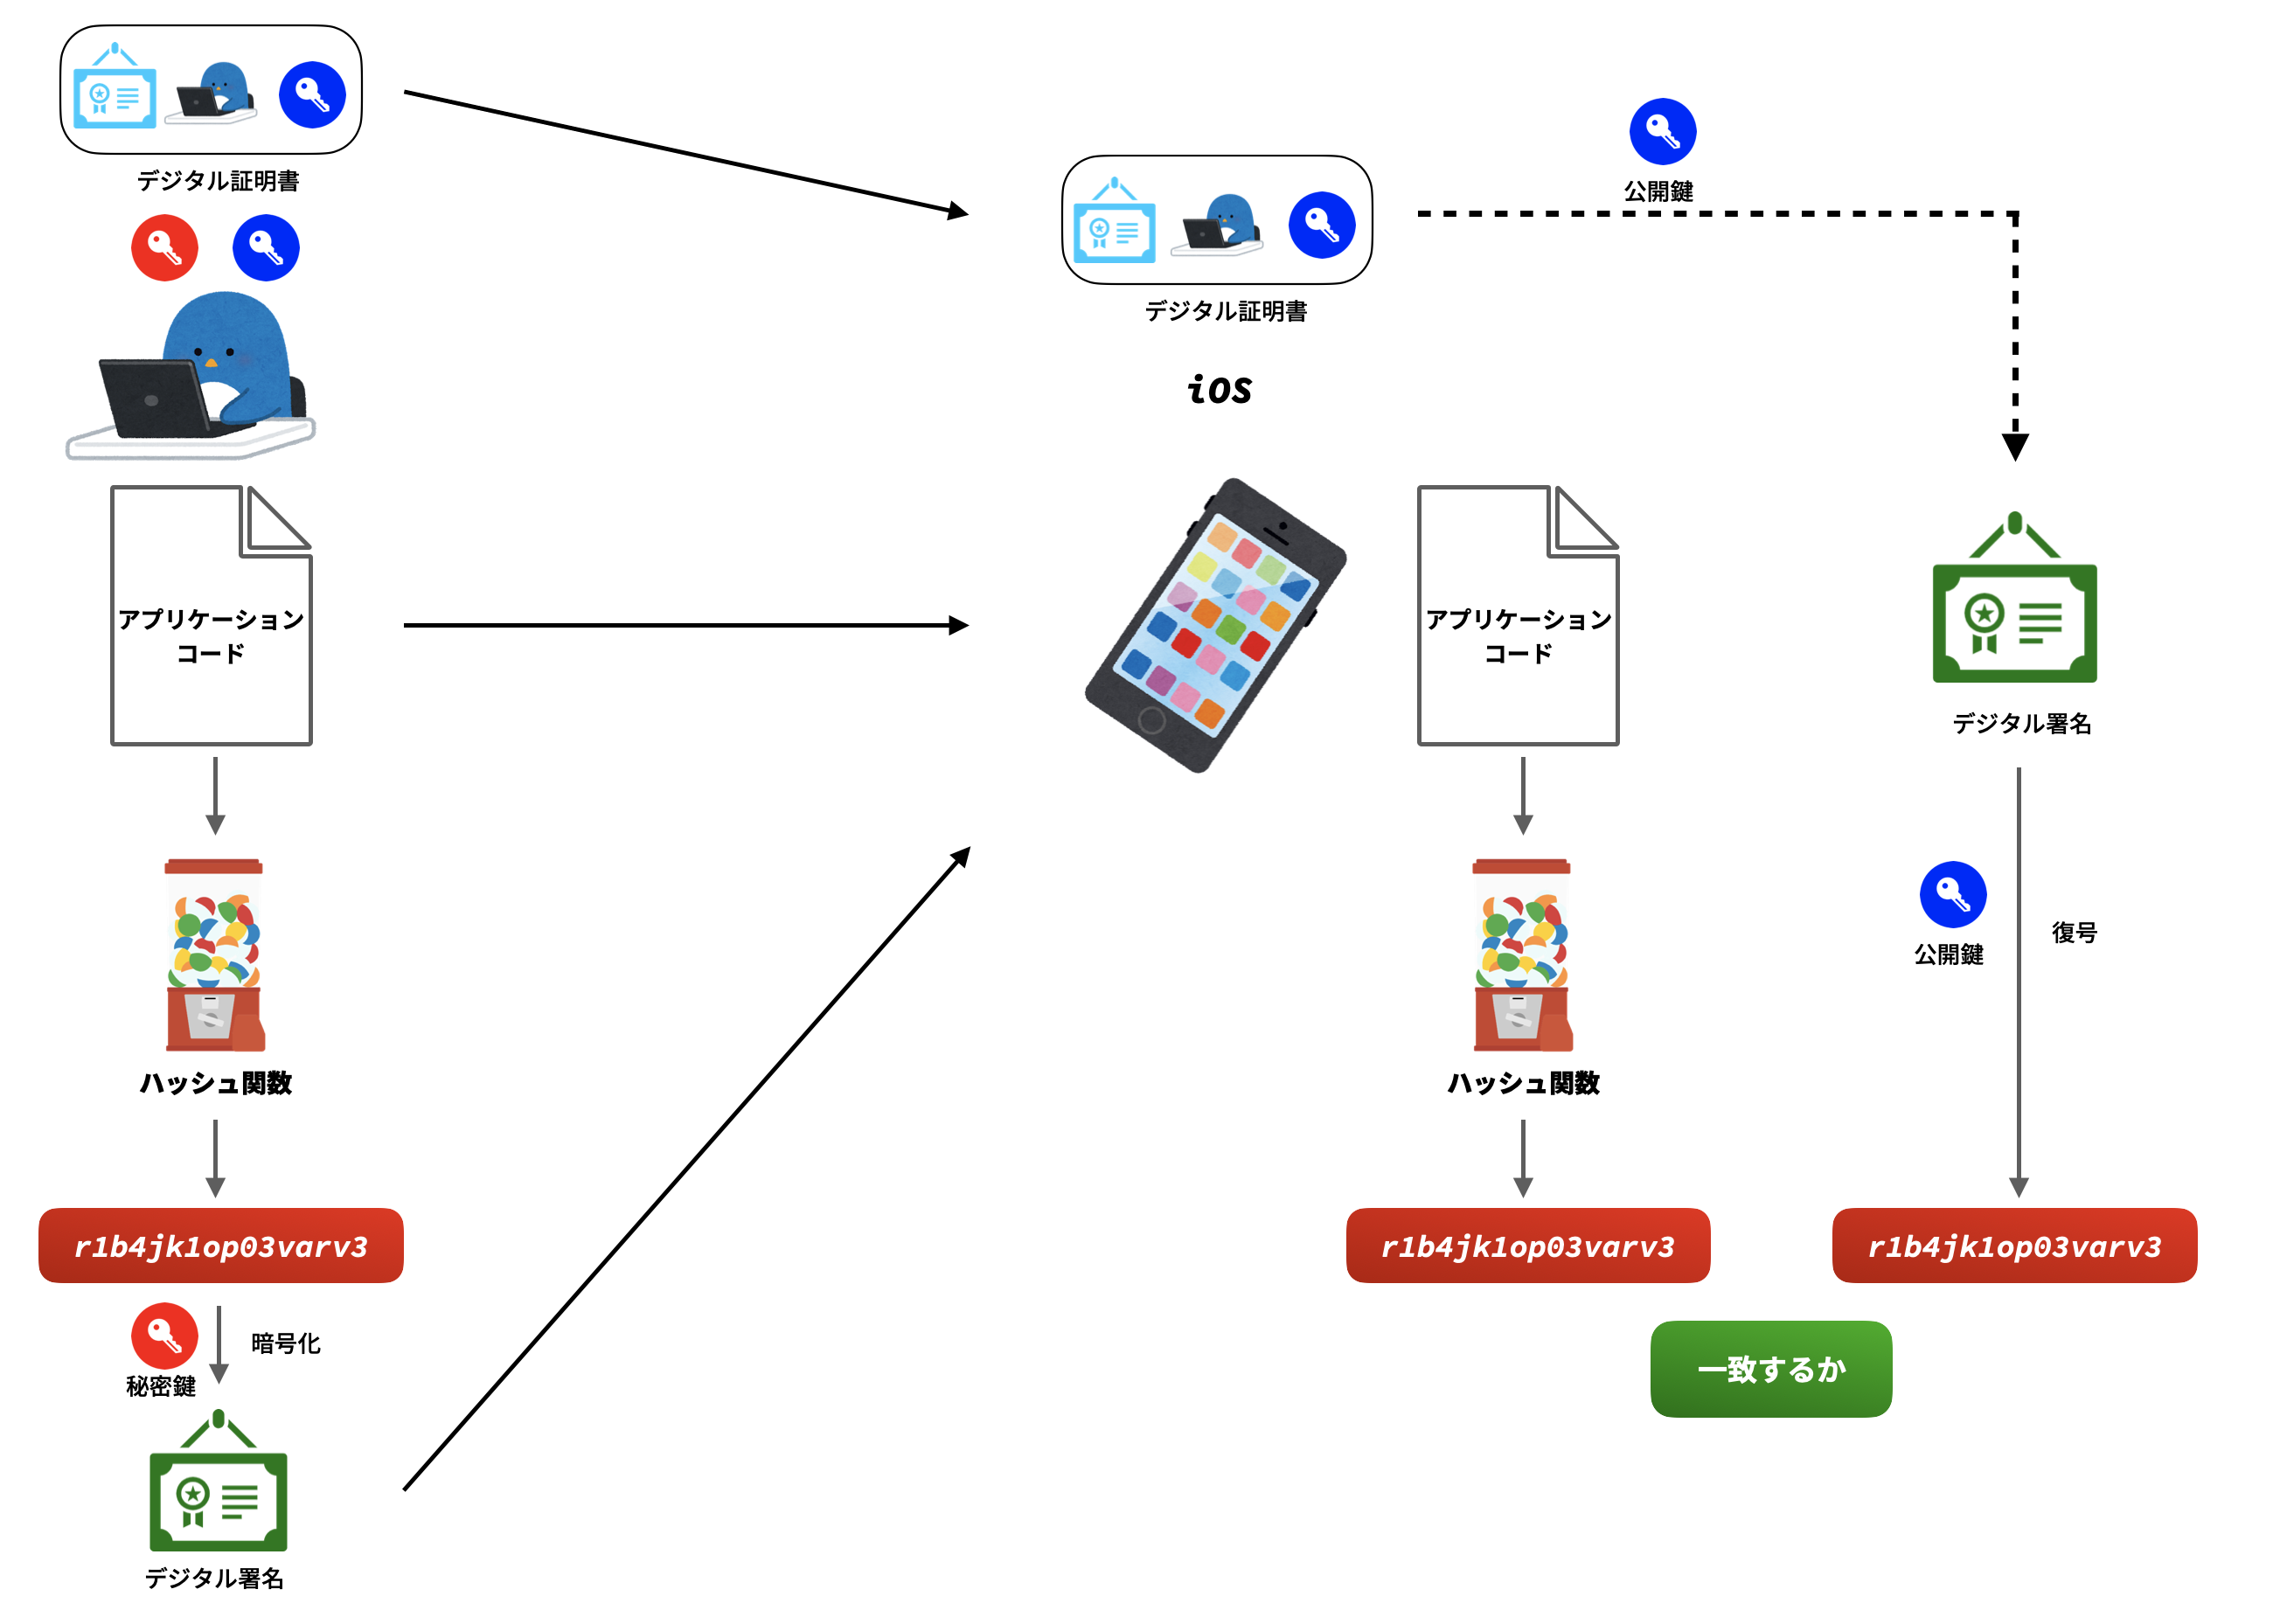 デジタル証明書
アプリケーション
コード
ハッシュ関数
r1b4jk1op03varv3
暗号化
秘密鍵
デジタル署名
デジタル証明書
iOS
公開鍵
アプリケーション
コード
ハッシュ関数
r1b4jk1op03varv3
デジタル署名
公開鍵
復号
r1b4jk1op03varv3
一致するか